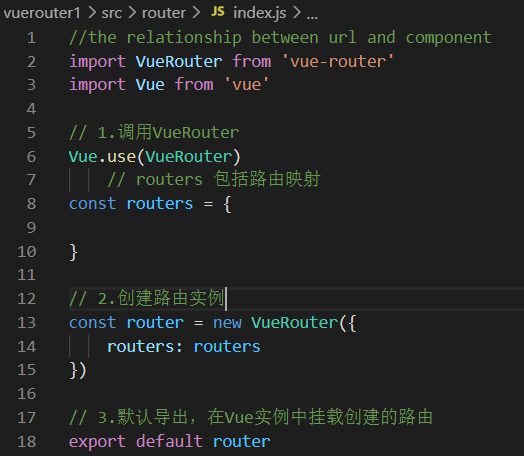 vuerouter1 > src > router > JS index.js > ...
1 //the relationship between url and component
2 import VueRouter from 'vue-router'
3 import Vue from 'vue'
4
5 // 1.调用VueRouter
6 Vue.use(VueRouter)
7 // routers 包括路由映射
8 const routers = {
9
10 }
11
12 // 2.创建路由实例
13 const router = new VueRouter({
14 routers: routers
15 })
16
17 // 3.默认导出，在Vue实例中挂载创建的路由
18 export default router